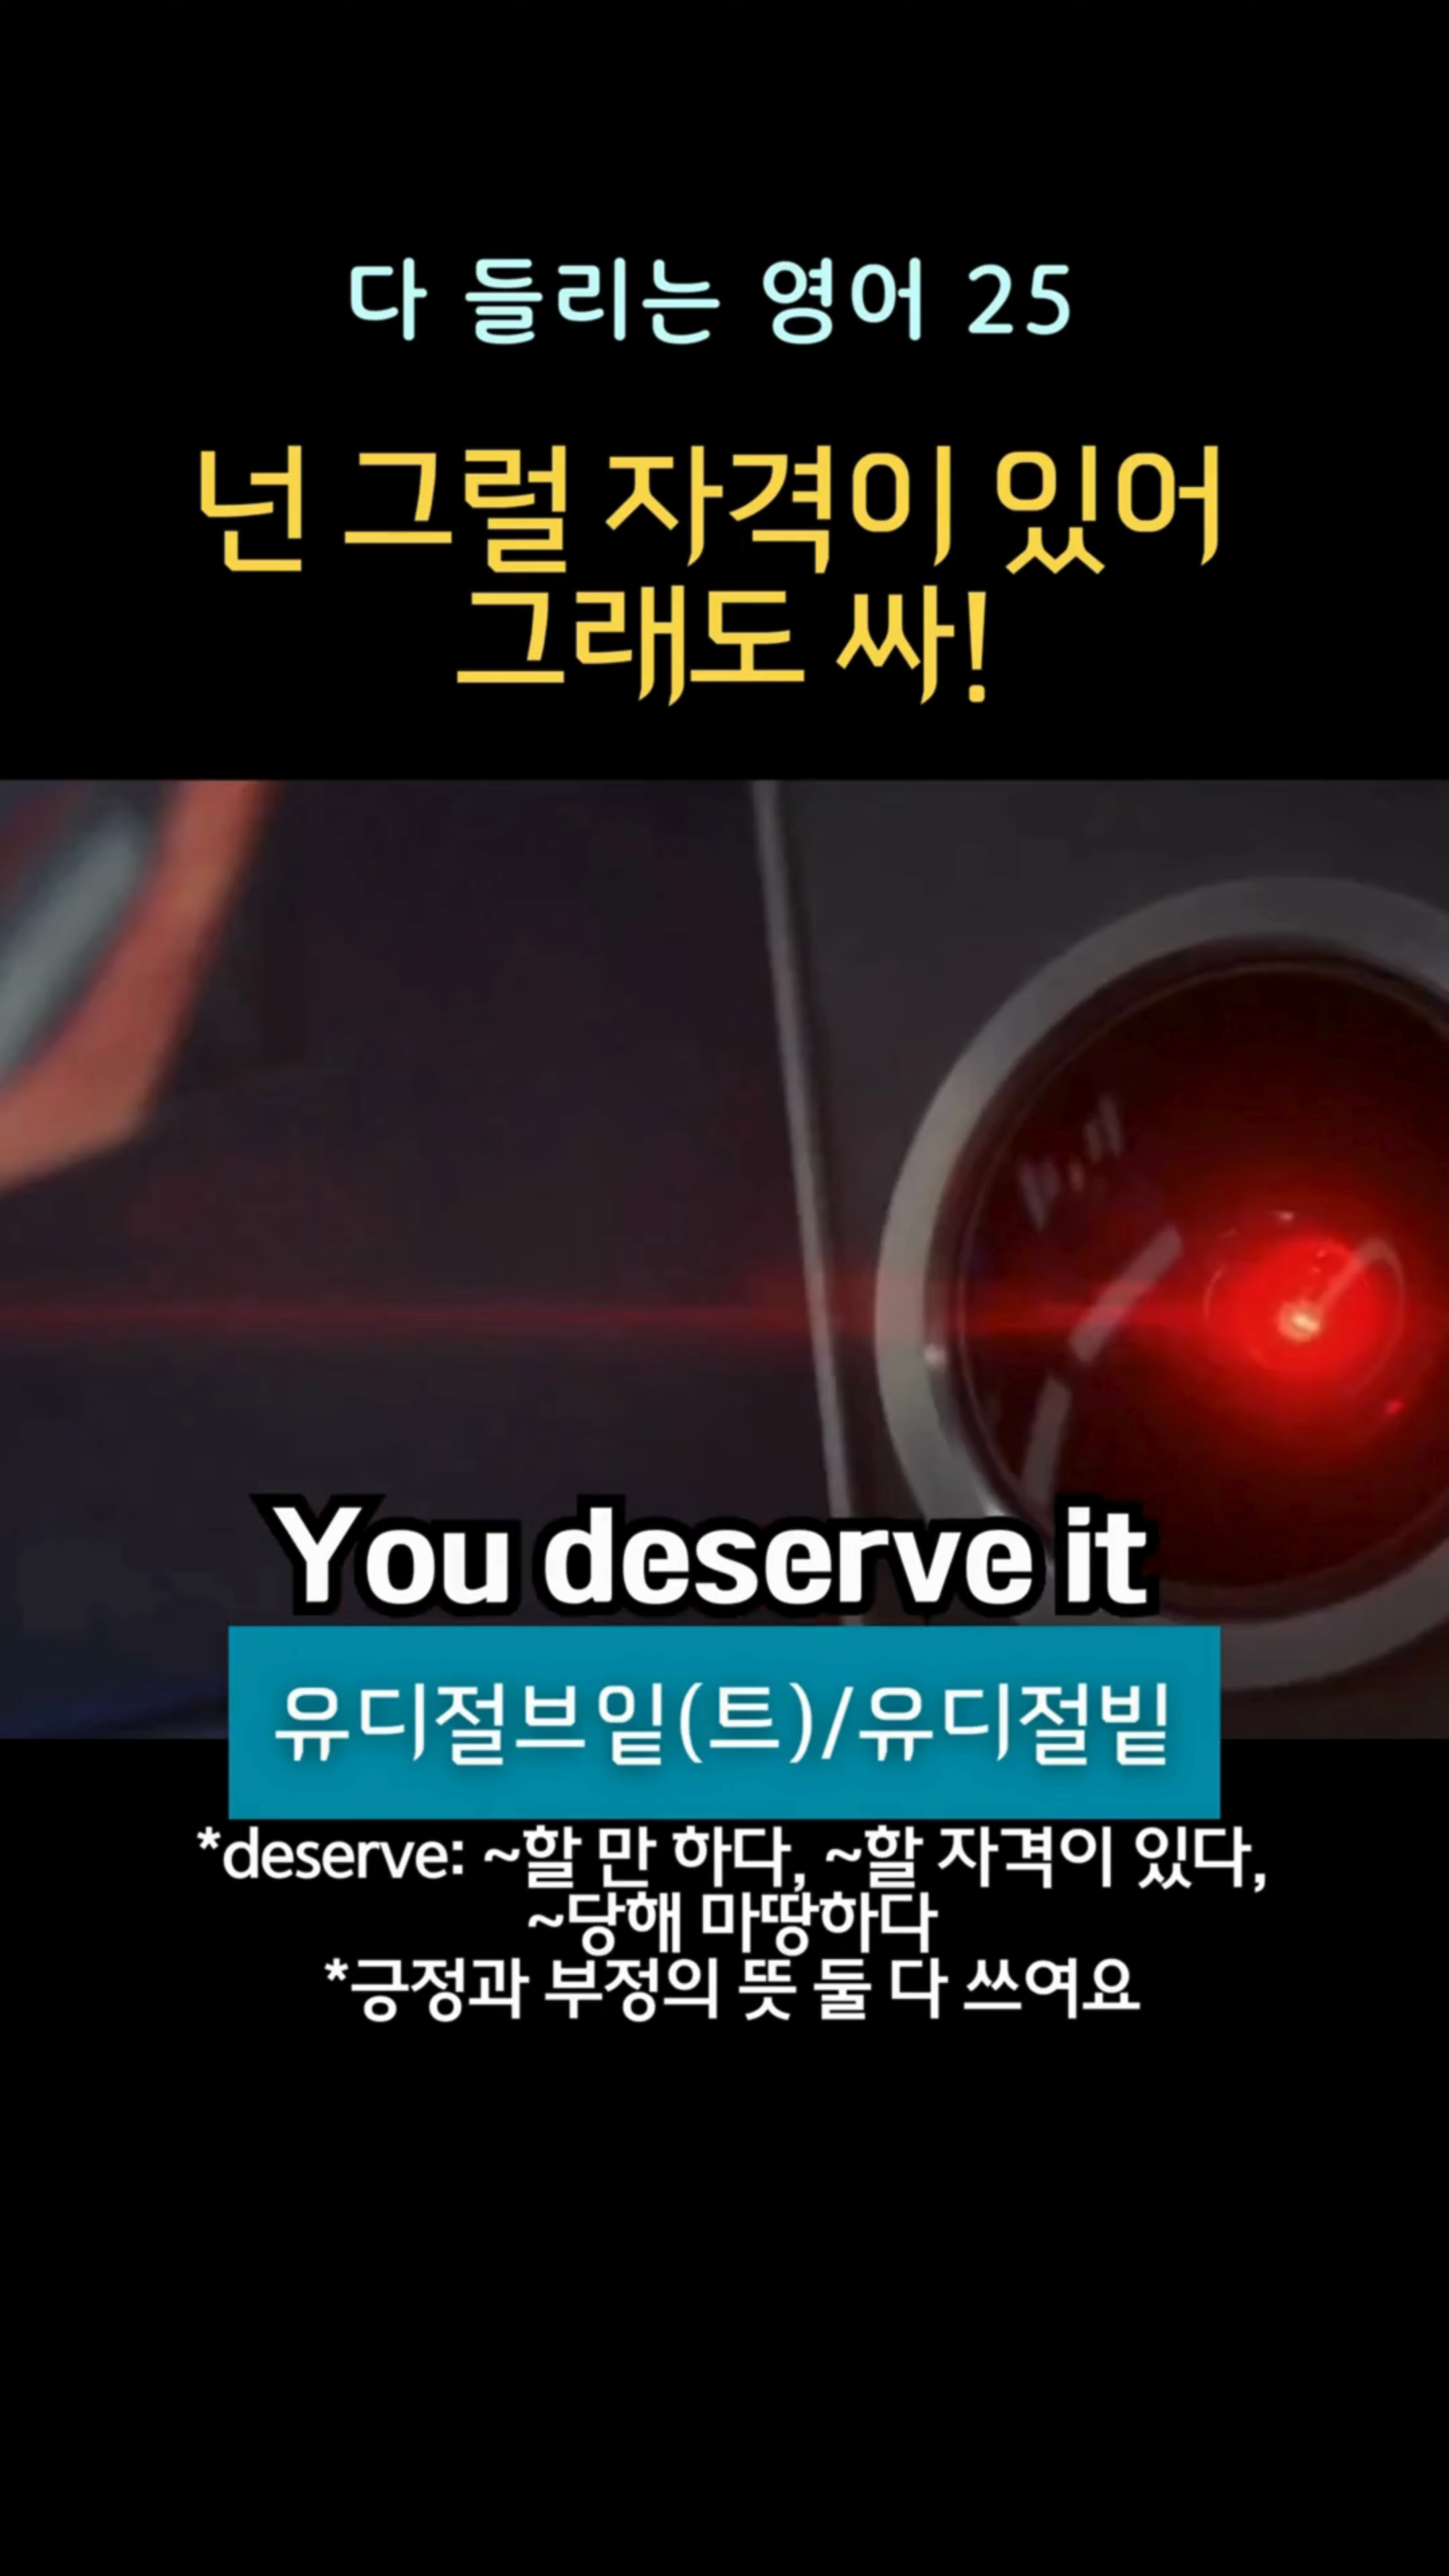 다 들리는 영어 25
넌 그럴 자격이 있어
그래도 싸!
You deserve it
유디절브잍(트)/유디절빝
*deserve: ~할 만 하다, ~할 자격이 있다,
~당해 마땅하다
*긍정과 부정의 뜻 둘 다 쓰여요